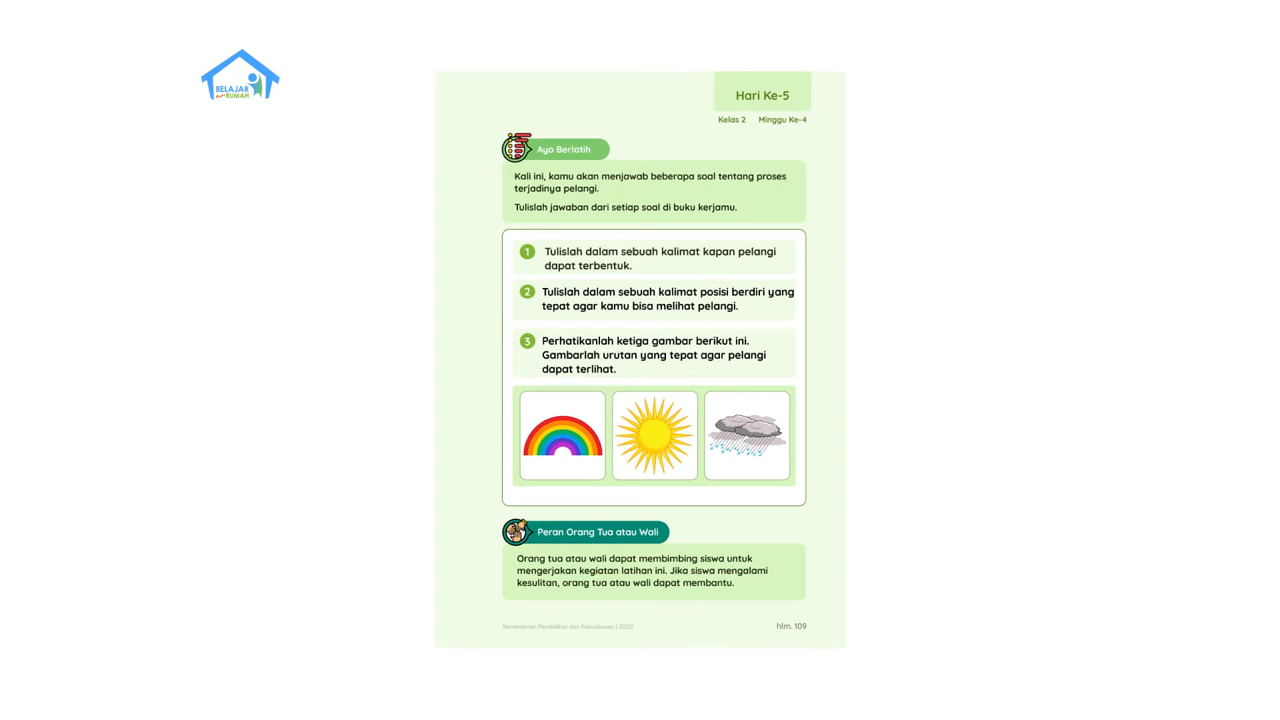 BELAJAR
dari RUMAH
Hari Ke-5
Kelas 2 Minggu Ke-4
Ayo Berlatih
Kali ini, kamu akan menjawab beberapa soal tentang proses
terjadinya pelangi.
Tulislah jawaban dari setiap soal di buku kerjamu.
1 Tulislah dalam sebuah kalimat kapan pelangi
dapat terbentuk.
2 Tulislah dalam sebuah kalimat posisi berdiri yang
tepat agar kamu bisa melihat pelangi.
3 Perhatikanlah ketiga gambar berikut ini.
Gambarlah urutan yang tepat agar pelangi
dapat terlihat.
Peran Orang Tua atau Wali
Orang tua atau wali dapat membimbing siswa untuk
mengerjakan kegiatan latihan ini. Jika siswa mengalami
kesulitan, orang tua atau wali dapat membantu.
Kementerian Pendidikan dan Kebudayaan | 2020
hlm. 109